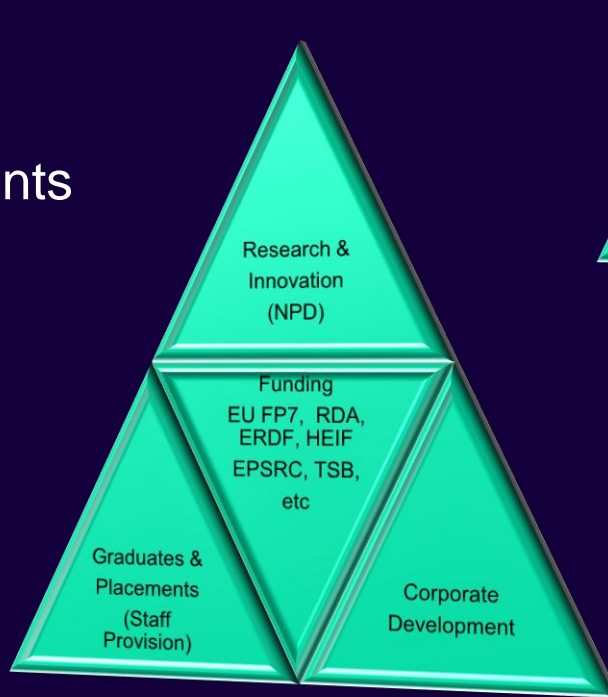 nts
Research &
Innovation
(NPD)
Funding
EU FP7, RDA,
ERDF, HEIF
EPSRC, TSB,
etc
Graduates &
Placements
(Staff
Provision)
Corporate
Development